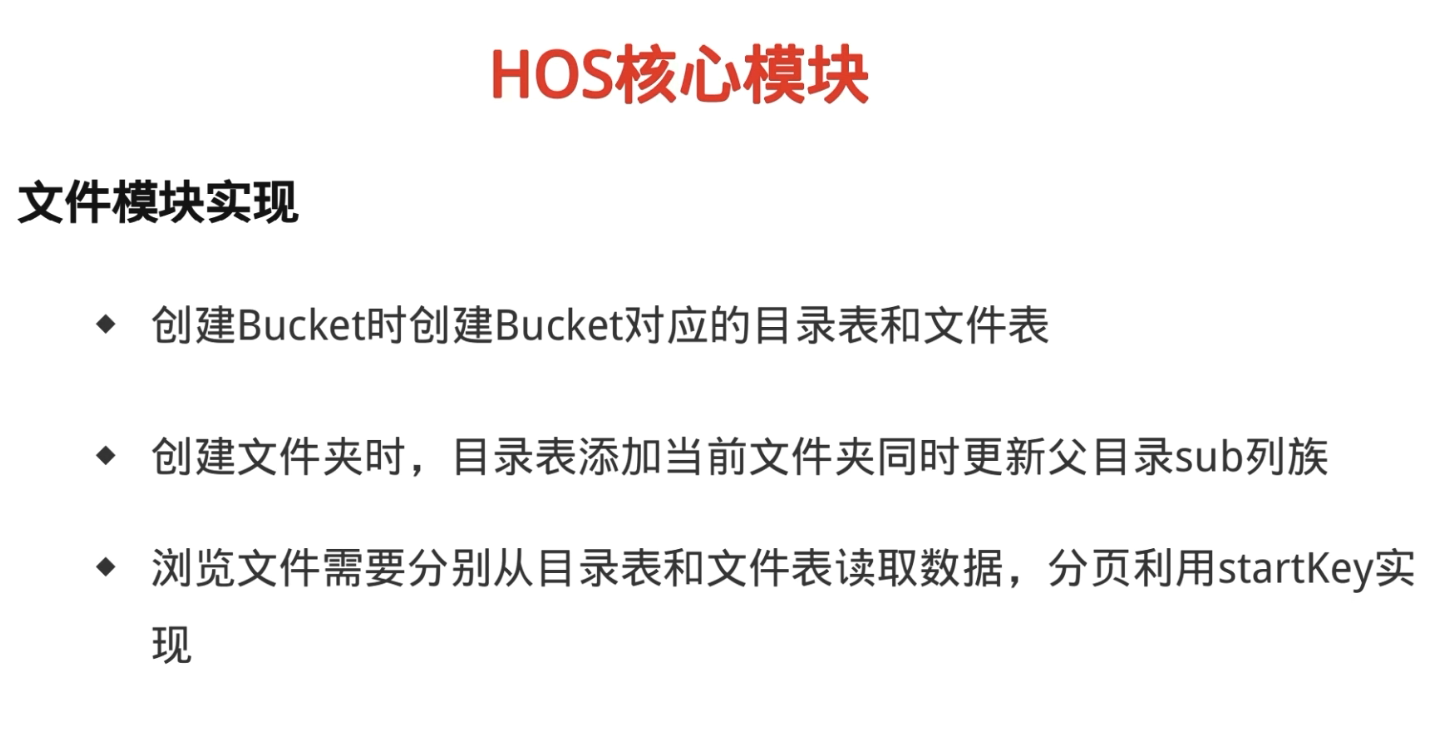 HOS核心模块
文件模块实现
◆ 创建Bucket时创建Bucket对应的目录表和文件表
◆ 创建文件夹时，目录表添加当前文件夹同时更新父目录sub列族
◆ 浏览文件需要分别从目录表和文件表读取数据，分页利用startKey实
现